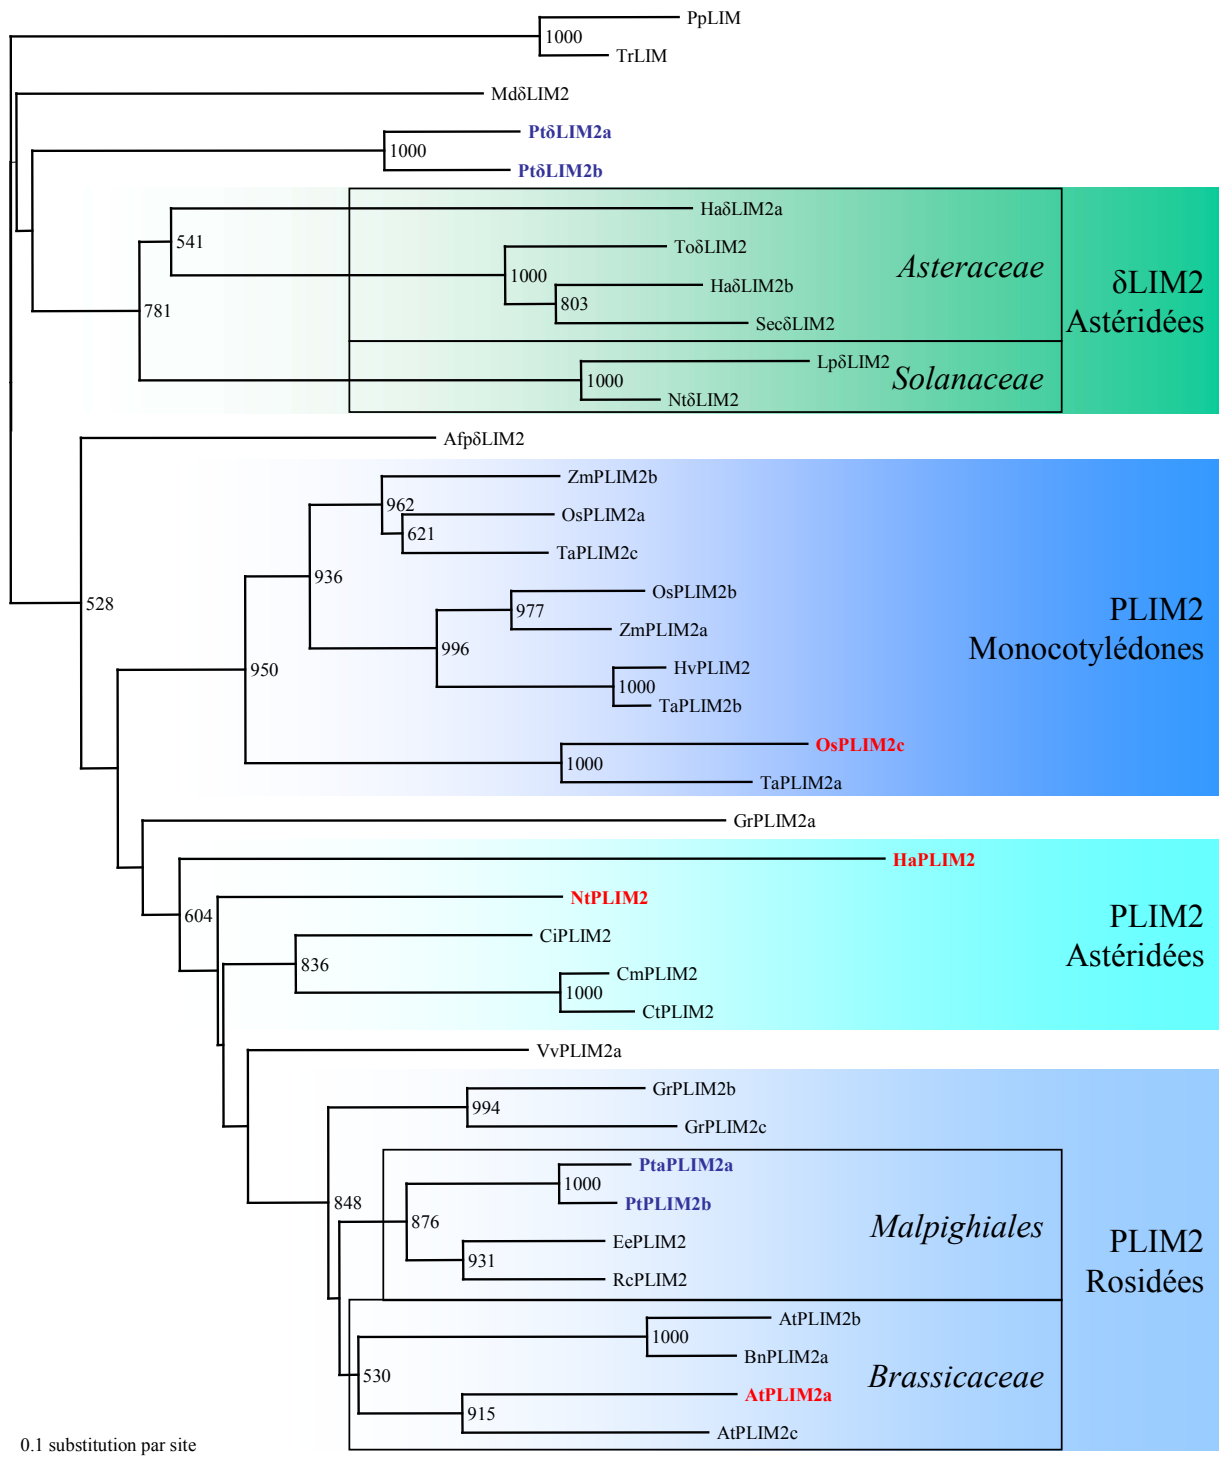 PpLIM
1000
TrLIM
MdδLIM2
PtδLIM2a
1000
PtδLIM2b
HaδLIM2a
541
ToδLIM2
1000
HaδLIM2b
803
SecδLIM2
Asteraceae
δLIM2
Astéridées
781
LpδLIM2
1000
NtδLIM2
Solanaceae
AfpδLIM2
ZmPLIM2b
962
OsPLIM2a
621
TaPLIM2c
936
OsPLIM2b
977
ZmPLIM2a
996
HvPLIM2
1000
TaPLIM2b
PLIM2
Monocotylédones
528
950
OsPLIM2c
1000
TaPLIM2a
GrPLIM2a
HaPLIM2
NtPLIM2
604
CiPLIM2
836
CmPLIM2
1000
CtPLIM2
PLIM2
Astéridées
VvPLIM2a
GrPLIM2b
994
GrPLIM2c
PtaPLIM2a
1000
PtPLIM2b
848
876
EePLIM2
931
RcPLIM2
Malpighiales
PLIM2
Rosidées
AtPLIM2b
1000
BnPLIM2a
530
AtPLIM2a
915
AtPLIM2c
Brassicaceae
0.1 substitution par site